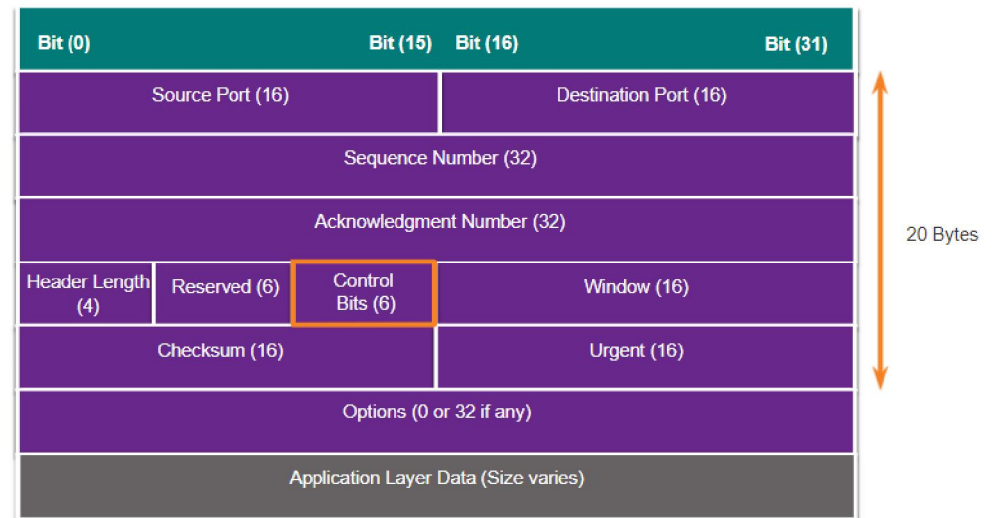 Bit (0) Bit (15) Bit (16) Bit (31)
Source Port (16) Destination Port (16)
Sequence Number (32)
Acknowledgment Number (32)
20 Bytes
Header Length
(4)
Reserved (6)
Control
Bits (6)
Window (16)
Checksum (16) Urgent (16)
Options (0 or 32 if any)
Application Layer Data (Size varies)